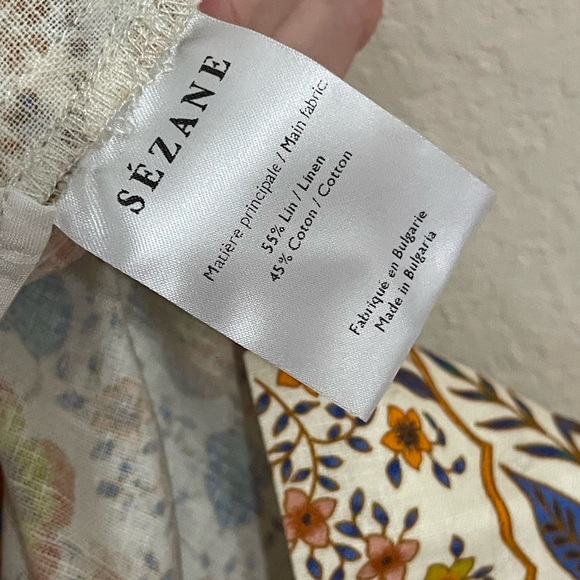 SÉZANE
Matière principale / Main fabric:
55% Lin / Linen
45% Coton / Cotton
Fabriqué en Bulgarie
Made in Bulgaria